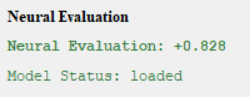 Neural Evaluation
Neural Evaluation: +0.828
Model Status: loaded